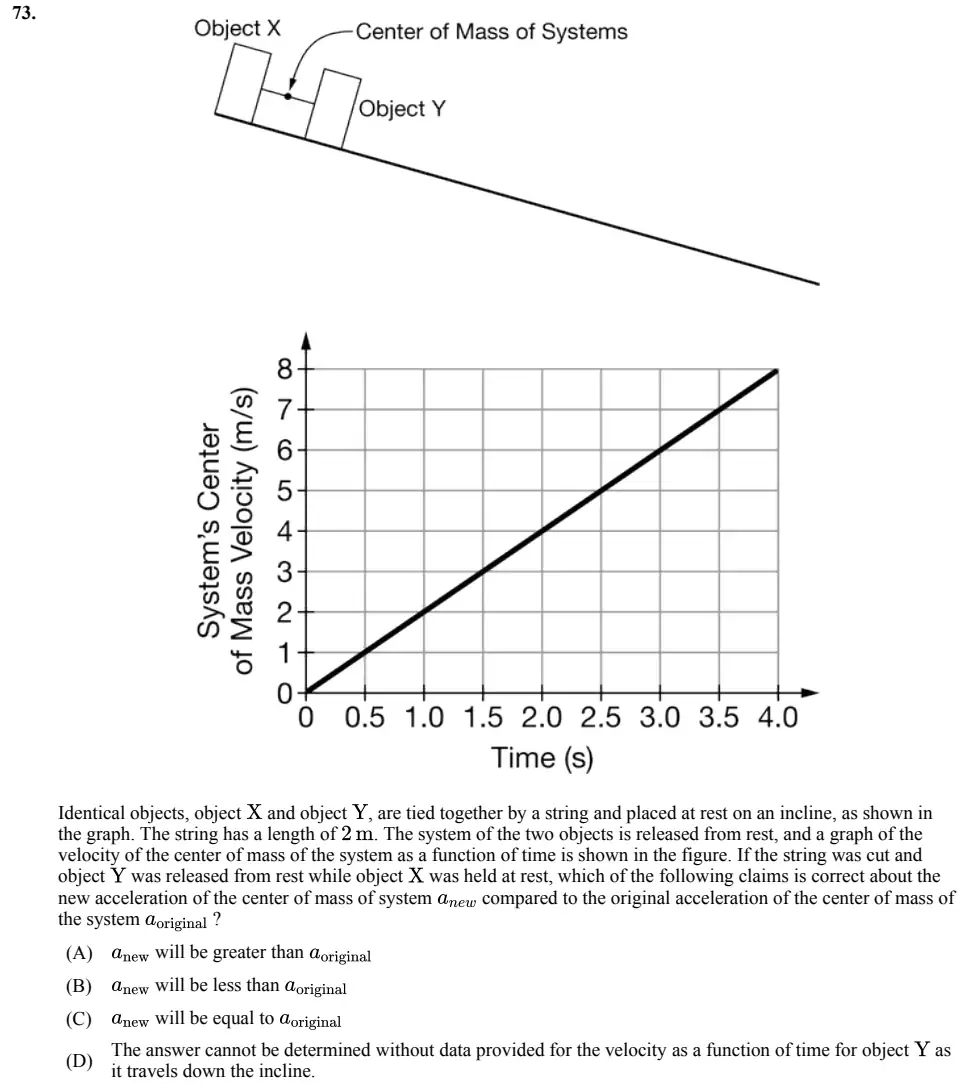 73.
Object X
Center of Mass of Systems
Object Y
System's Center
of Mass Velocity (m/s)
8
7
6
5
4
3
2
1
0
0 0.5 1.0 1.5 2.0 2.5 3.0 3.5 4.0
Time (s)
Identical objects, object X and object Y, are tied together by a string and placed at rest on an incline, as shown in
the graph. The string has a length of 2 m. The system of the two objects is released from rest, and a graph of the
velocity of the center of mass of the system as a function of time is shown in the figure. If the string was cut and
object Y was released from rest while object X was held at rest, which of the following claims is correct about the
new acceleration of the center of mass of system a_new compared to the original acceleration of the center of mass of
the system a_original ?
(A) a_new will be greater than a_original
(B) a_new will be less than a_original
(C) a_new will be equal to a_original
(D) The answer cannot be determined without data provided for the velocity as a function of time for object Y as
it travels down the incline.